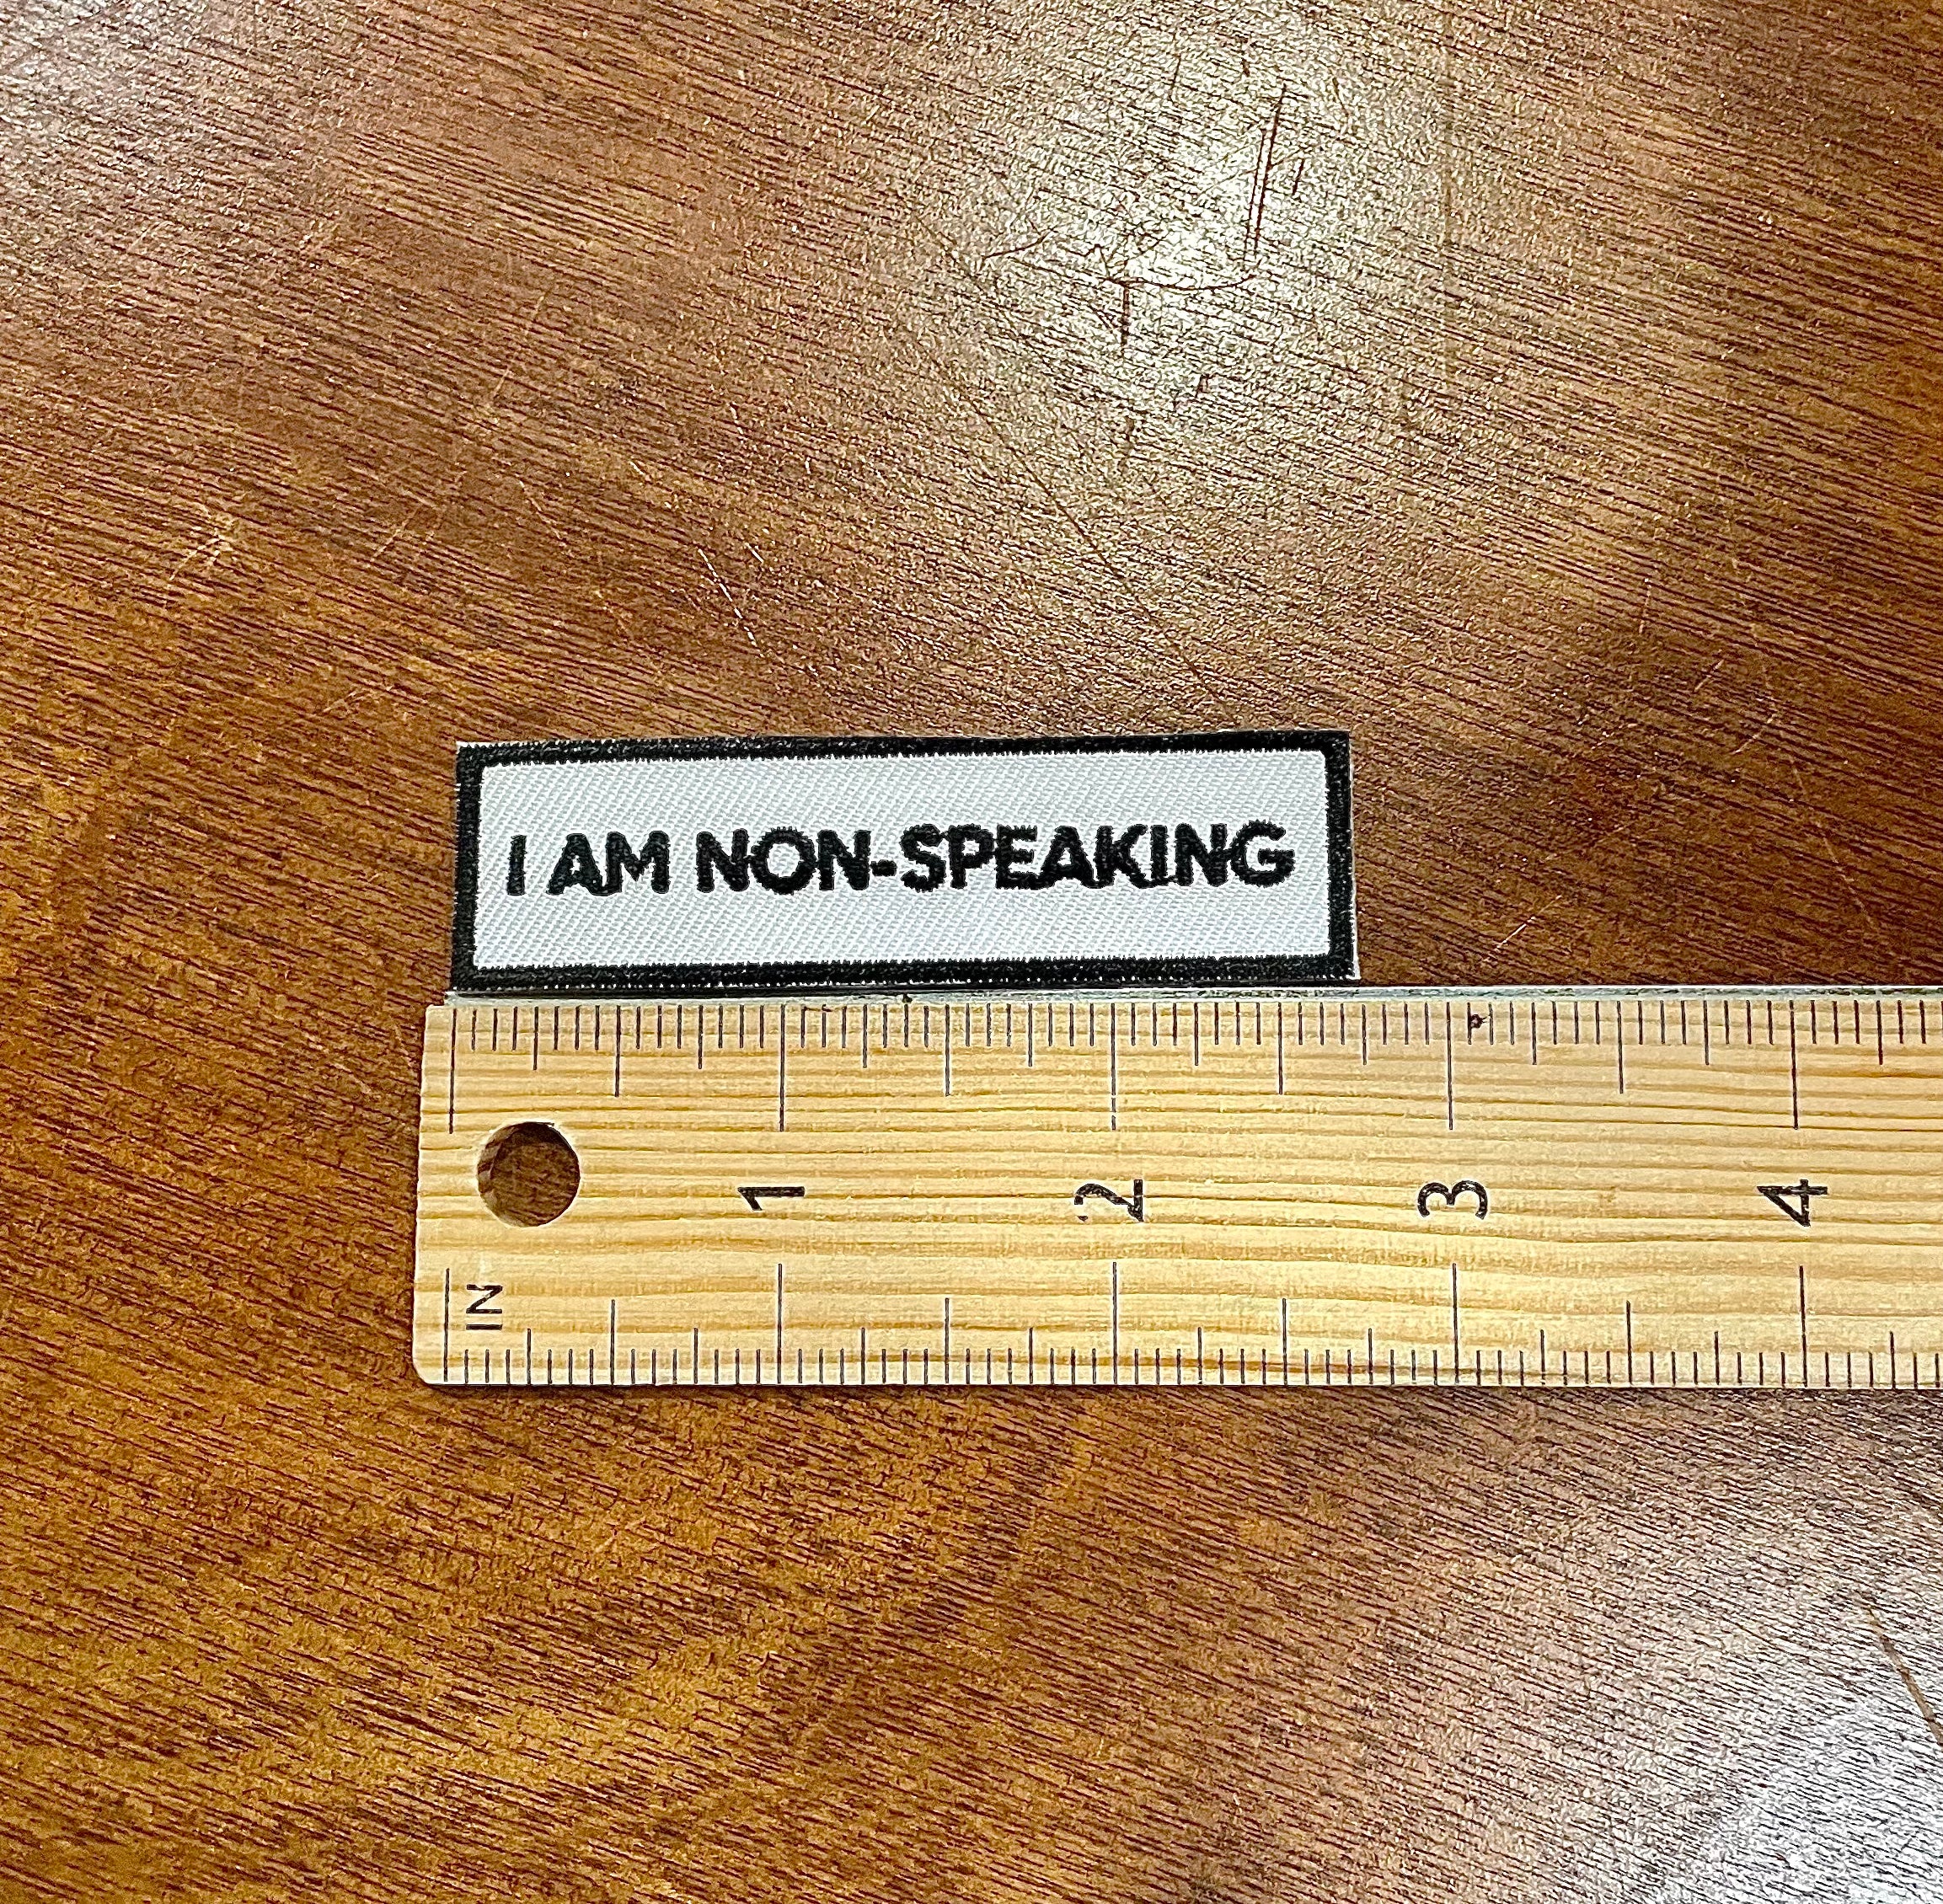 I AM NON-SPEAKING
1 2 3 4
IN